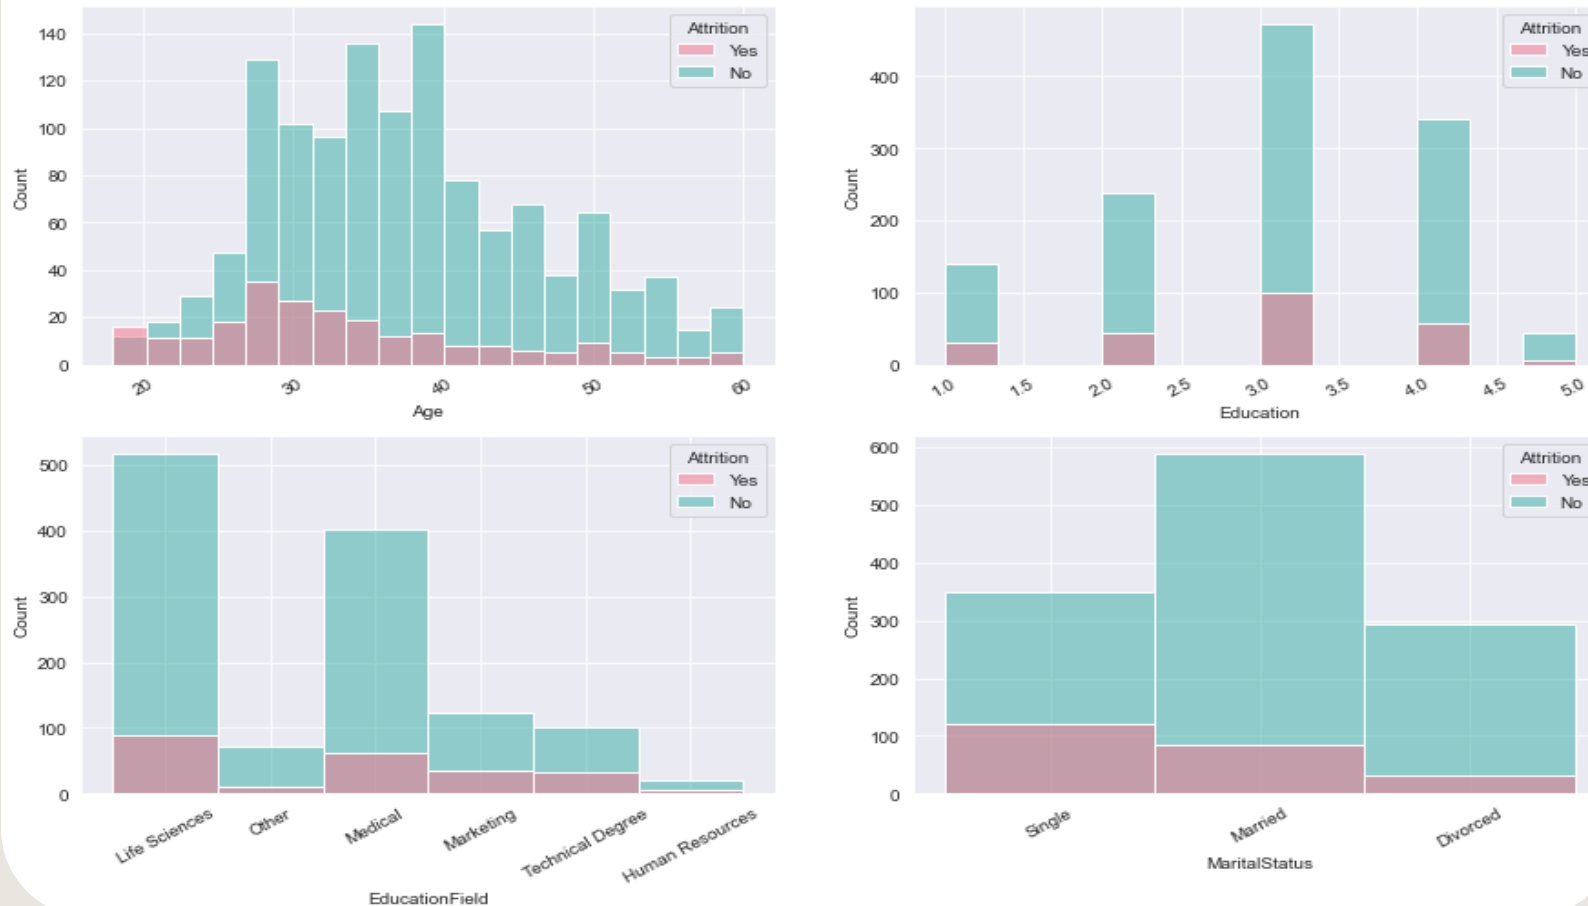 Attrition
Yes
No
140
120
100
80
60
40
20
0
Count
20
30
40
50
60
Age
Attrition
Yes
No
400
300
200
100
0
Count
1.0
1.5
2.0
2.5
3.0
3.5
4.0
4.5
5.0
Education
Attrition
Yes
No
500
400
300
200
100
0
Count
Life Sciences
Other
Medical
Marketing
Technical Degree
Human Resources
EducationField
Attrition
Yes
No
600
500
400
300
200
100
0
Count
Single
Married
Divorced
MaritalStatus